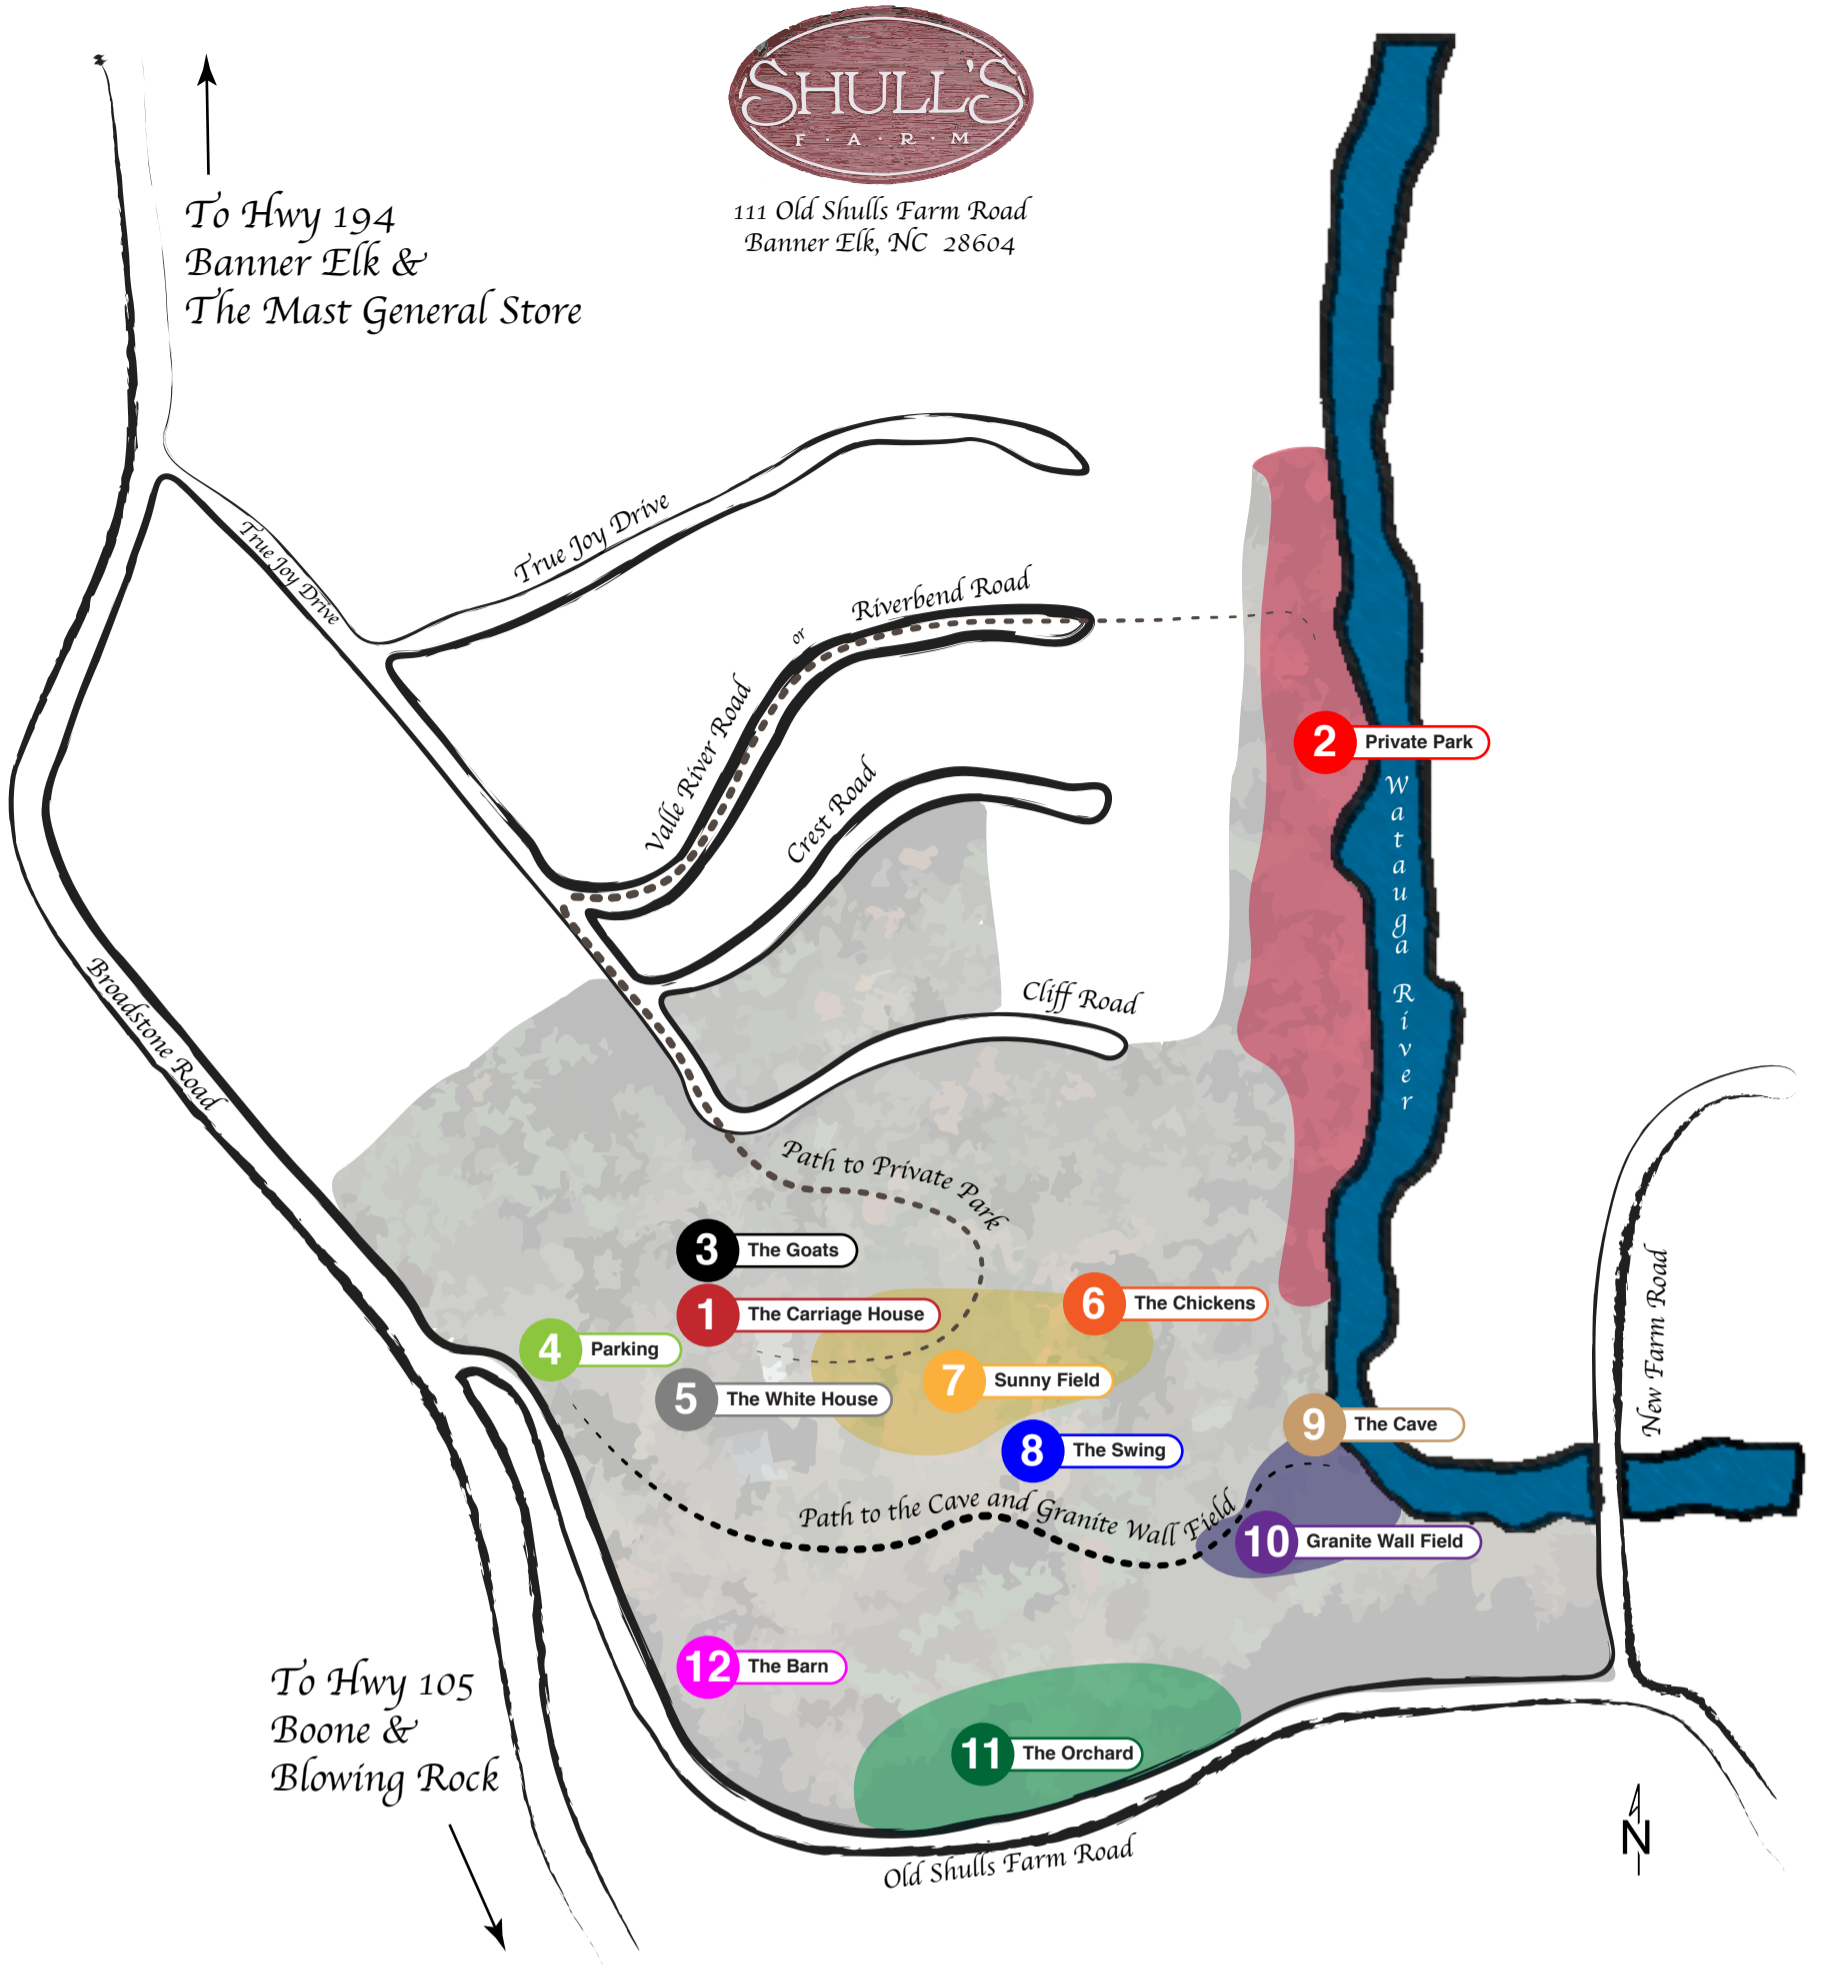 SHULL'S
F · A · R · M
111 Old Shulls Farm Road
Banner Elk, NC 28604
To Hwy 194
Banner Elk &
The Mast General Store
True Joy Drive
True Joy Drive
Valle River Road
or
Riverbend Road
Crest Road
Cliff Road
Broadstone Road
2 Private Park
Watauga River
Path to Private Park
3 The Goats
1 The Carriage House
4 Parking
5 The White House
6 The Chickens
7 Sunny Field
8 The Swing
9 The Cave
Path to the Cave and Granite Wall Field
10 Granite Wall Field
New Farm Road
12 The Barn
11 The Orchard
To Hwy 105
Boone &
Blowing Rock
Old Shulls Farm Road
N